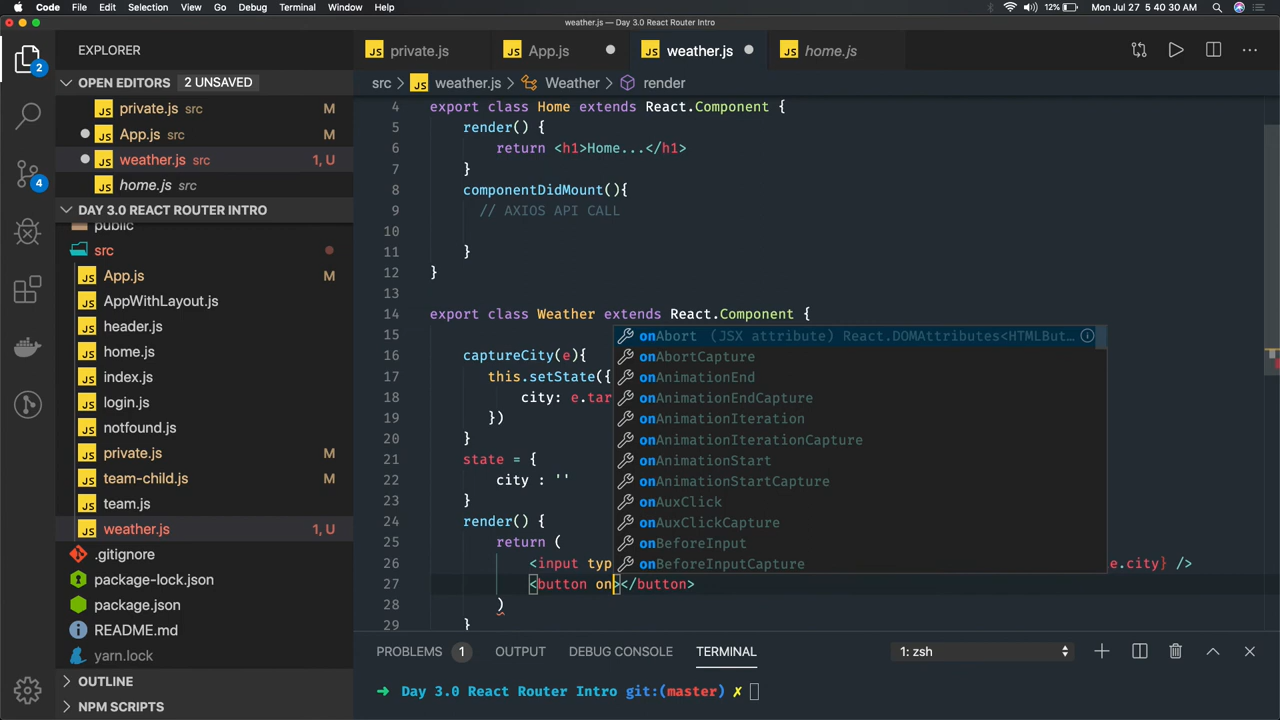 Code File Edit Selection View Go Debug Terminal Window Help 12% Mon Jul 27 5 40 30 AM
weather.js — Day 3.0 React Router Intro
EXPLORER
OPEN EDITORS 2 UNSAVED
private.js src M
App.js src M
weather.js src 1, U
home.js src
DAY 3.0 REACT ROUTER INTRO
public
src
App.js M
AppWithLayout.js
header.js
home.js
index.js
login.js
notfound.js
private.js M
team-child.js M
team.js
weather.js 1, U
.gitignore
package-lock.json
package.json
README.md
yarn.lock
OUTLINE
NPM SCRIPTS
2
4
JS private.js JS App.js JS weather.js JS home.js
src > JS weather.js > Weather > render
4 export class Home extends React.Component {
5 render() {
6 return <h1>Home...</h1>
7 }
8 componentDidMount(){
9 // AXIOS API CALL
10
11 }
12 }
13
14 export class Weather extends React.Component {
15
16 captureCity(e){
17 this.setState({
18 city: e.tar
19 })
20 }
21 state = {
22 city : ''
23 }
24 render() {
25 return (
26 <input typ e.city} />
27 <button on></button>
28 )
29 }
onAbort (JSX attribute) React.DOMAttributes<HTMLBut...
onAbortCapture
onAnimationEnd
onAnimationEndCapture
onAnimationIteration
onAnimationIterationCapture
onAnimationStart
onAnimationStartCapture
onAuxClick
onAuxClickCapture
onBeforeInput
onBeforeInputCapture
PROBLEMS 1 OUTPUT DEBUG CONSOLE TERMINAL 1: zsh
➜ Day 3.0 React Router Intro git:(master) ✗